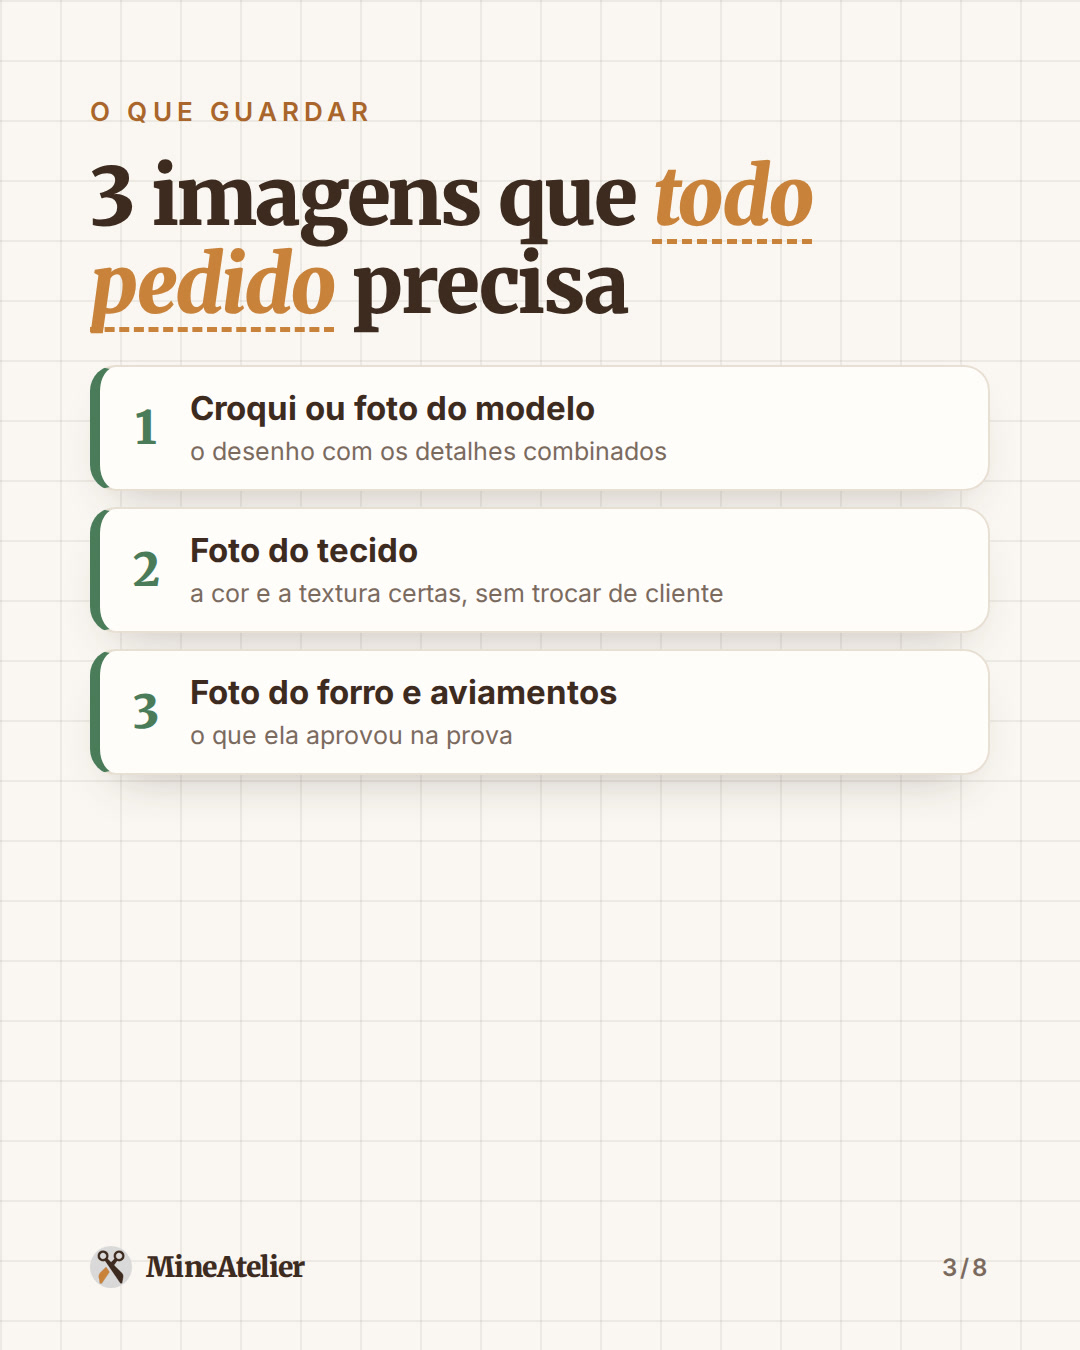 O QUE GUARDAR
3 imagens que todo
pedido precisa
1
Croqui ou foto do modelo
o desenho com os detalhes combinados
2
Foto do tecido
a cor e a textura certas, sem trocar de cliente
3
Foto do forro e aviamentos
o que ela aprovou na prova
MineAtelier
3/8